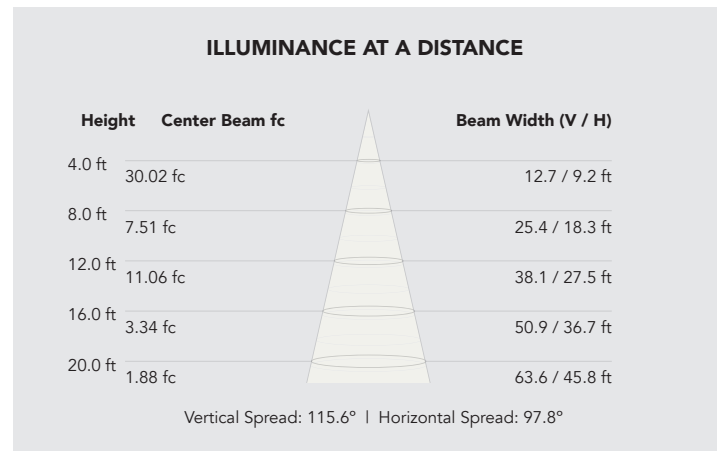 ILLUMINANCE AT A DISTANCE
Height Center Beam fc Beam Width (V / H)
4.0 ft 30.02 fc 12.7 / 9.2 ft
8.0 ft 7.51 fc 25.4 / 18.3 ft
12.0 ft 11.06 fc 38.1 / 27.5 ft
16.0 ft 3.34 fc 50.9 / 36.7 ft
20.0 ft 1.88 fc 63.6 / 45.8 ft
Vertical Spread: 115.6° | Horizontal Spread: 97.8°